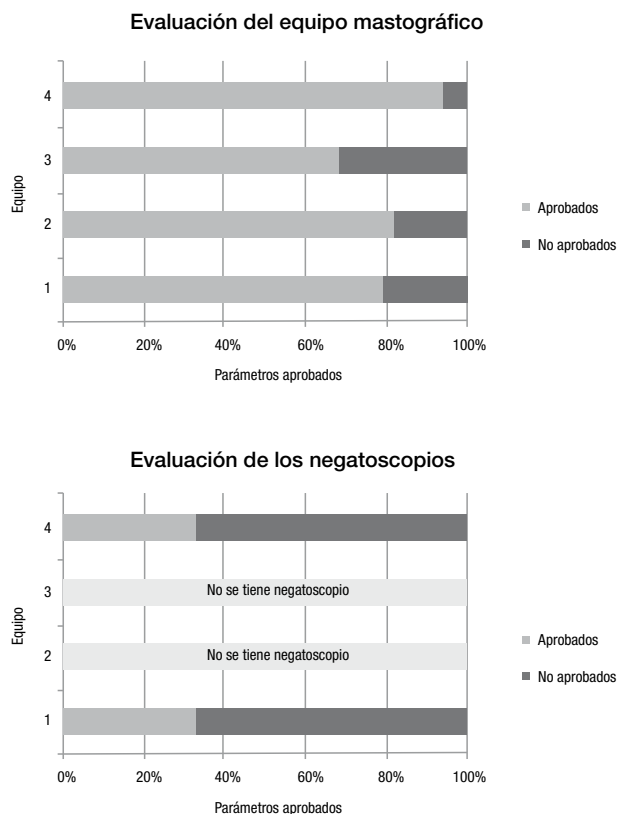 Evaluación del equipo mastográfico
4
3
2
1
Equipo
0% 20% 40% 60% 80% 100%
Parámetros aprobados
Aprobados
No aprobados
Evaluación de los negatoscopios
4
3
No se tiene negatoscopio
2
No se tiene negatoscopio
1
Equipo
0% 20% 40% 60% 80% 100%
Parámetros aprobados
Aprobados
No aprobados